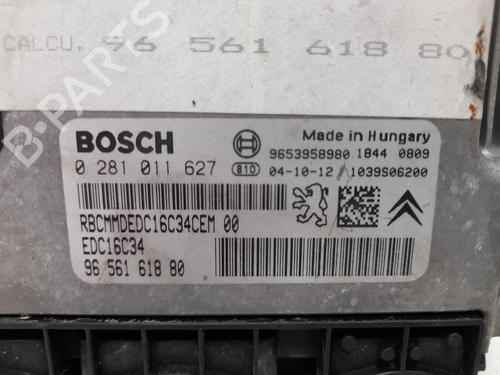 CALCU. 96 561 618 80
B-PARTS
BOSCH
Made in Hungary
9653958980 1844 0809
0 281 011 627 810 04-10-12 1039S06200
RBCMMDEDC16C34CEM 00
EDC16C34
96 561 618 80